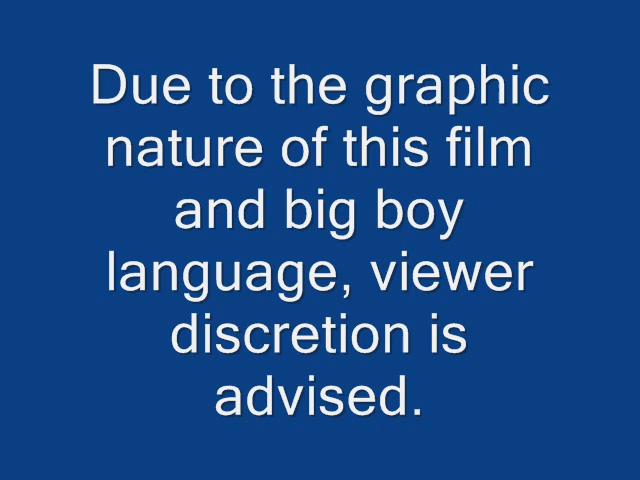 Due to the graphic
nature of this film
and big boy
language, viewer
discretion is
advised.